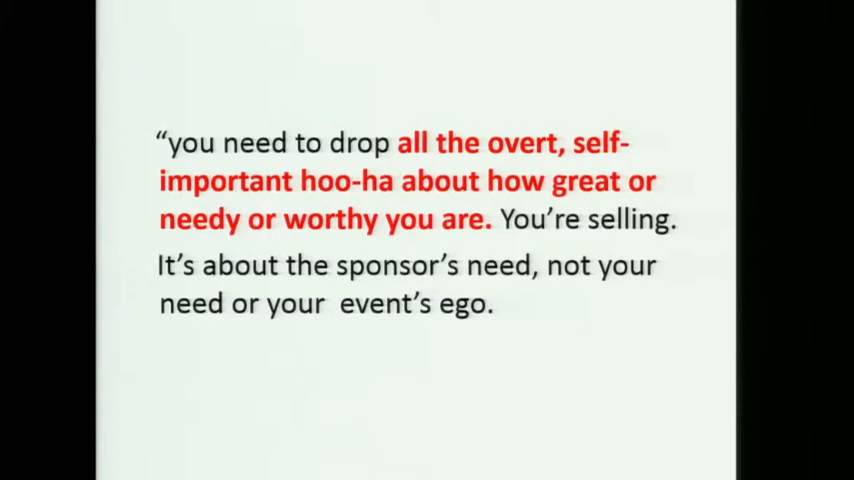 “you need to drop all the overt, self-
important hoo-ha about how great or
needy or worthy you are. You’re selling.
It’s about the sponsor’s need, not your
need or your  event’s ego.